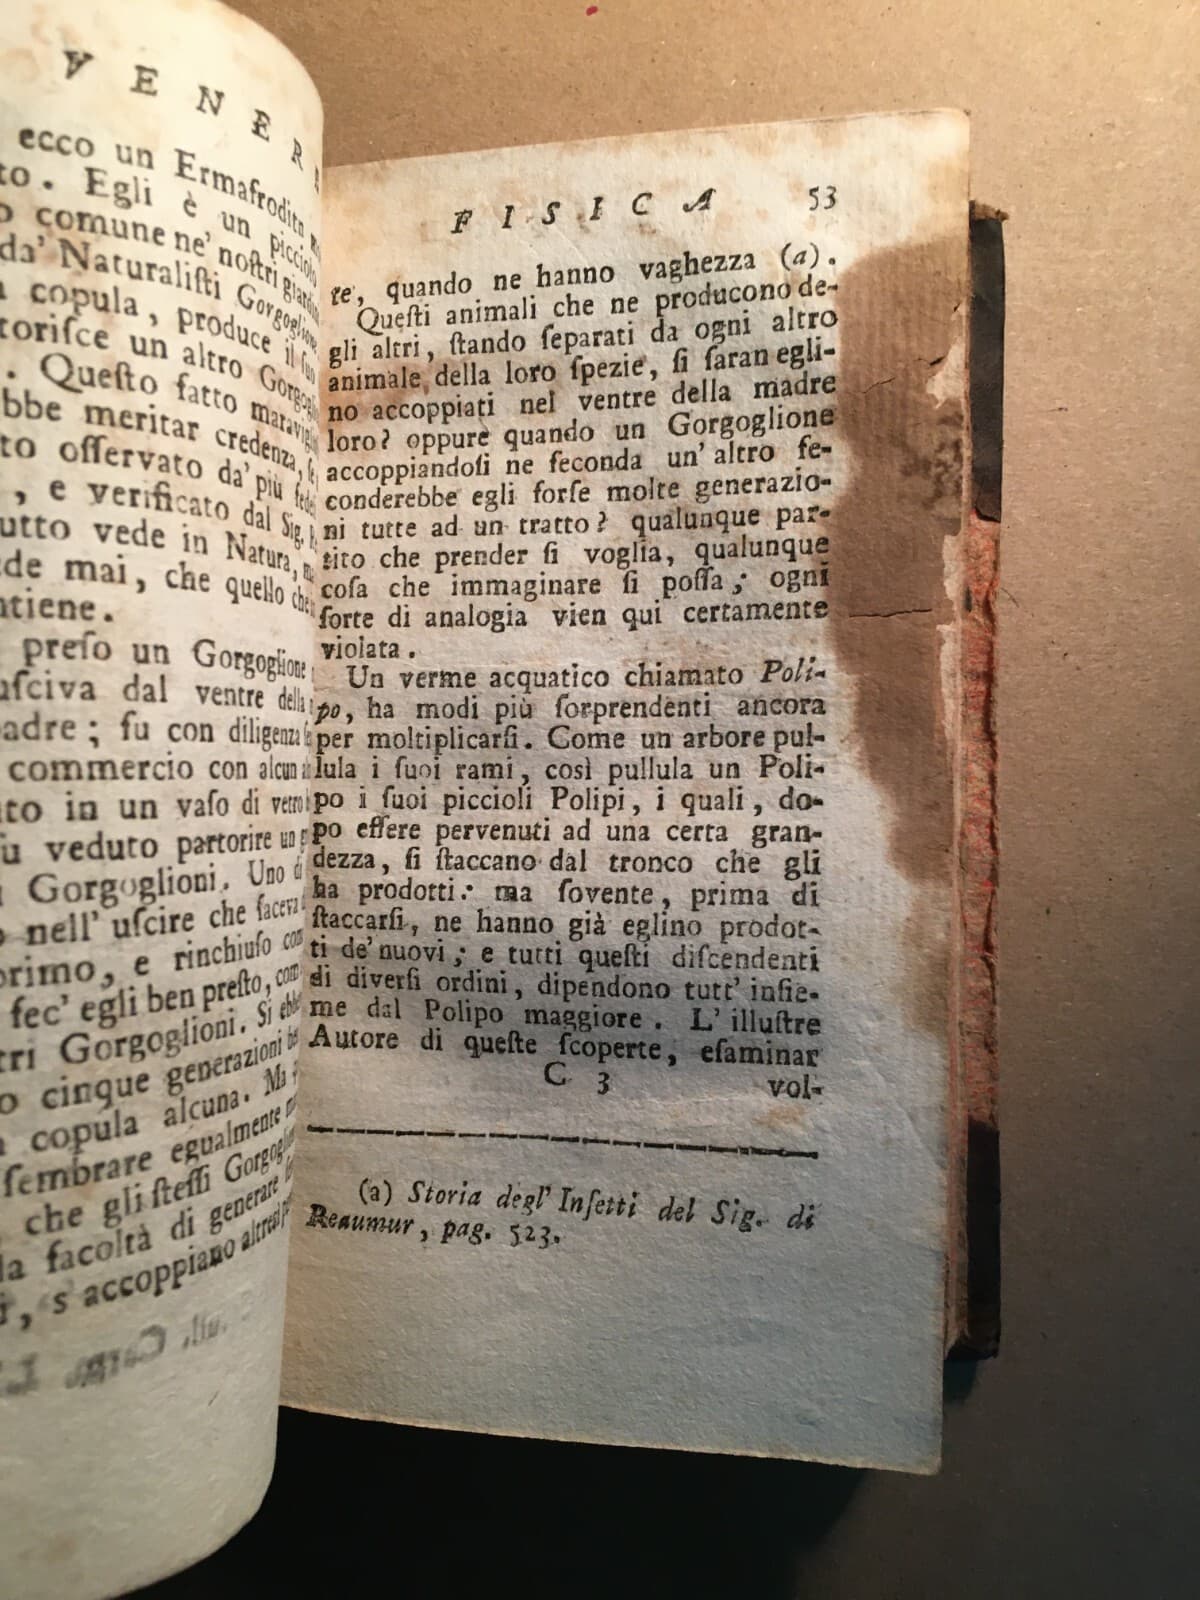 VENERE
ecco un Ermafrodito
to. Egli è un picciolo
comune ne' noſtri giardini
da' Naturaliſti Gorgoglione
copula, produce il ſuo
toriſce un altro Gorgogli
. Queſto fatto maravigli
bbe meritar credenza, ſe
to oſſervato da' più fedel
, e verificato dal Sig.
utto vede in Natura,
de mai, che quello che
ntiene.
preſo un Gorgoglione
uſciva dal ventre della
adre; fu con diligenza
commercio con alcun
to in un vaſo di vetro
u veduto partorire un
Gorgoglioni. Uno
nell' uſcire che faceva
primo, e rinchiuſo
fec' egli ben preſto,
tri Gorgoglioni. Si ebbe
cinque generazioni
copula alcuna. Ma
ſembrare egualmente
che gli ſteſſi Gorgoglioni
la facoltà di generare
, s accoppiano altresì
FISICA 53
te, quando ne hanno vaghezza (a).
Queſti animali che ne producono de-
gli altri, ſtando ſeparati da ogni altro
animale della loro ſpezie, ſi ſaran egli-
no accoppiati nel ventre della madre
loro? oppure quando un Gorgoglione
accoppiandoſi ne feconda un' altro fe-
conderebbe egli forſe molte generazio-
ni tutte ad un tratto? qualunque par-
tito che prender ſi voglia, qualunque
coſa che immaginare ſi poſſa; ogni
ſorte di analogia vien qui certamente
violata.
Un verme acquatico chiamato Poli-
po, ha modi più ſorprendenti ancora
per moltiplicarſi. Come un arbore pul-
lula i ſuoi rami, così pullula un Poli-
po i ſuoi piccioli Polipi, i quali, do-
po eſſere pervenuti ad una certa gran-
dezza, ſi ſtaccano dal tronco che gli
ha prodotti: ma ſovente, prima di
ſtaccarſi, ne hanno già eglino prodot-
ti de' nuovi; e tutti queſti diſcendenti
di diverſi ordini, dipendono tutt' inſie-
me dal Polipo maggiore. L' illuſtre
Autore di queſte ſcoperte, eſaminar
C 3 vol-
(a) Storia degl' Inſetti del Sig. di
Reaumur, pag. 523.